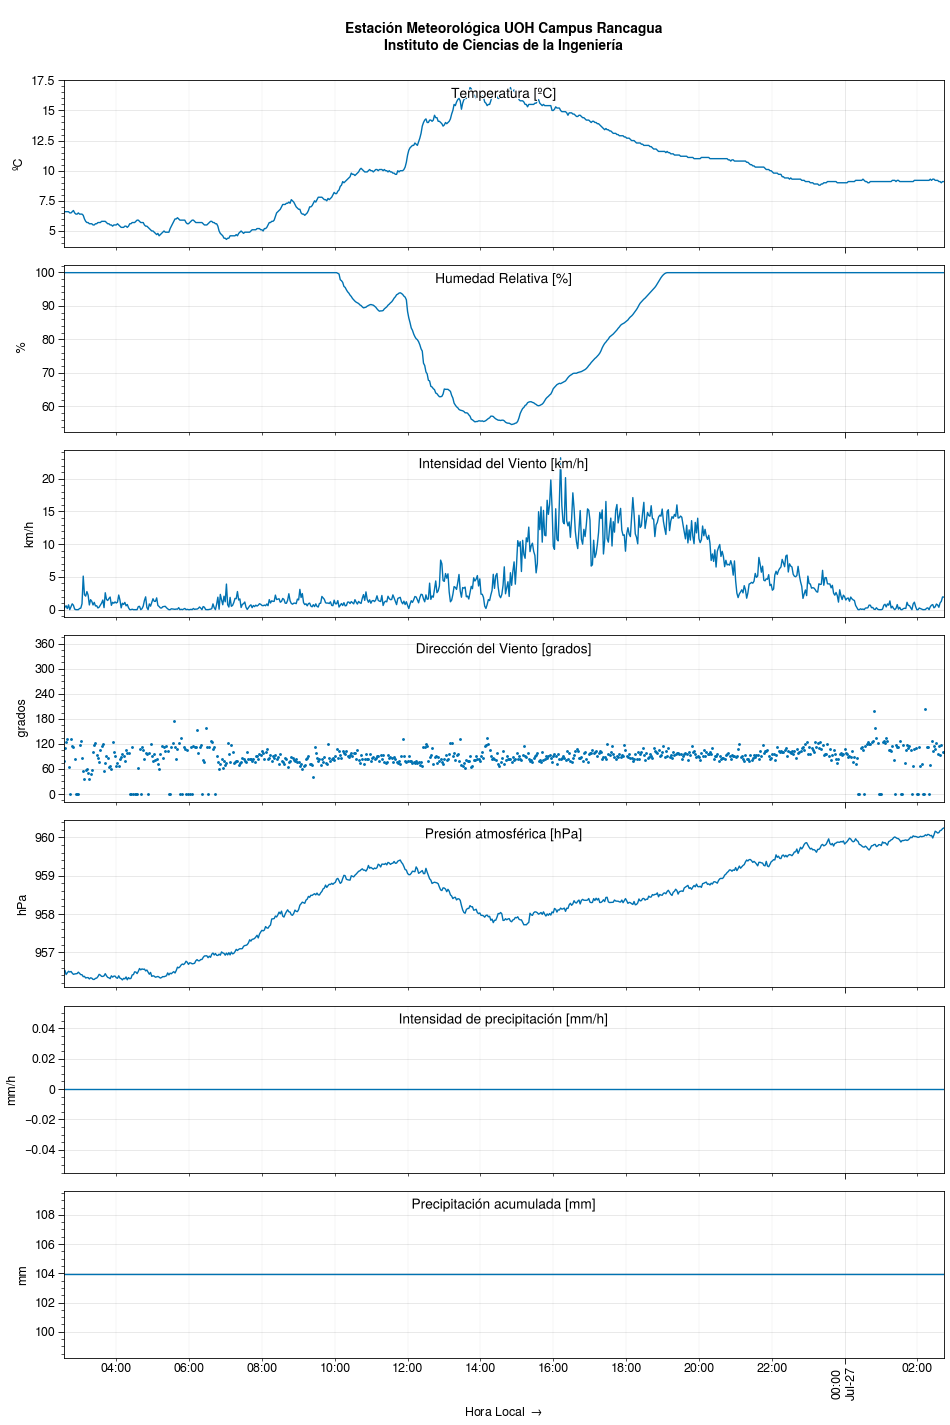 Estación Meteorológica UOH Campus Rancagua
Instituto de Ciencias de la Ingeniería
Temperatura [ºC]
ºC
17.5
15
12.5
10
7.5
5
Humedad Relativa [%]
%
100
90
80
70
60
Intensidad del Viento [km/h]
km/h
20
15
10
5
0
Dirección del Viento [grados]
grados
360
300
240
180
120
60
0
Presión atmosférica [hPa]
hPa
960
959
958
957
Intensidad de precipitación [mm/h]
mm/h
0.04
0.02
0
−0.02
−0.04
Precipitación acumulada [mm]
mm
108
106
104
102
100
04:00 06:00 08:00 10:00 12:00 14:00 16:00 18:00 20:00 22:00 00:00 02:00
Jul-27
Hora Local →